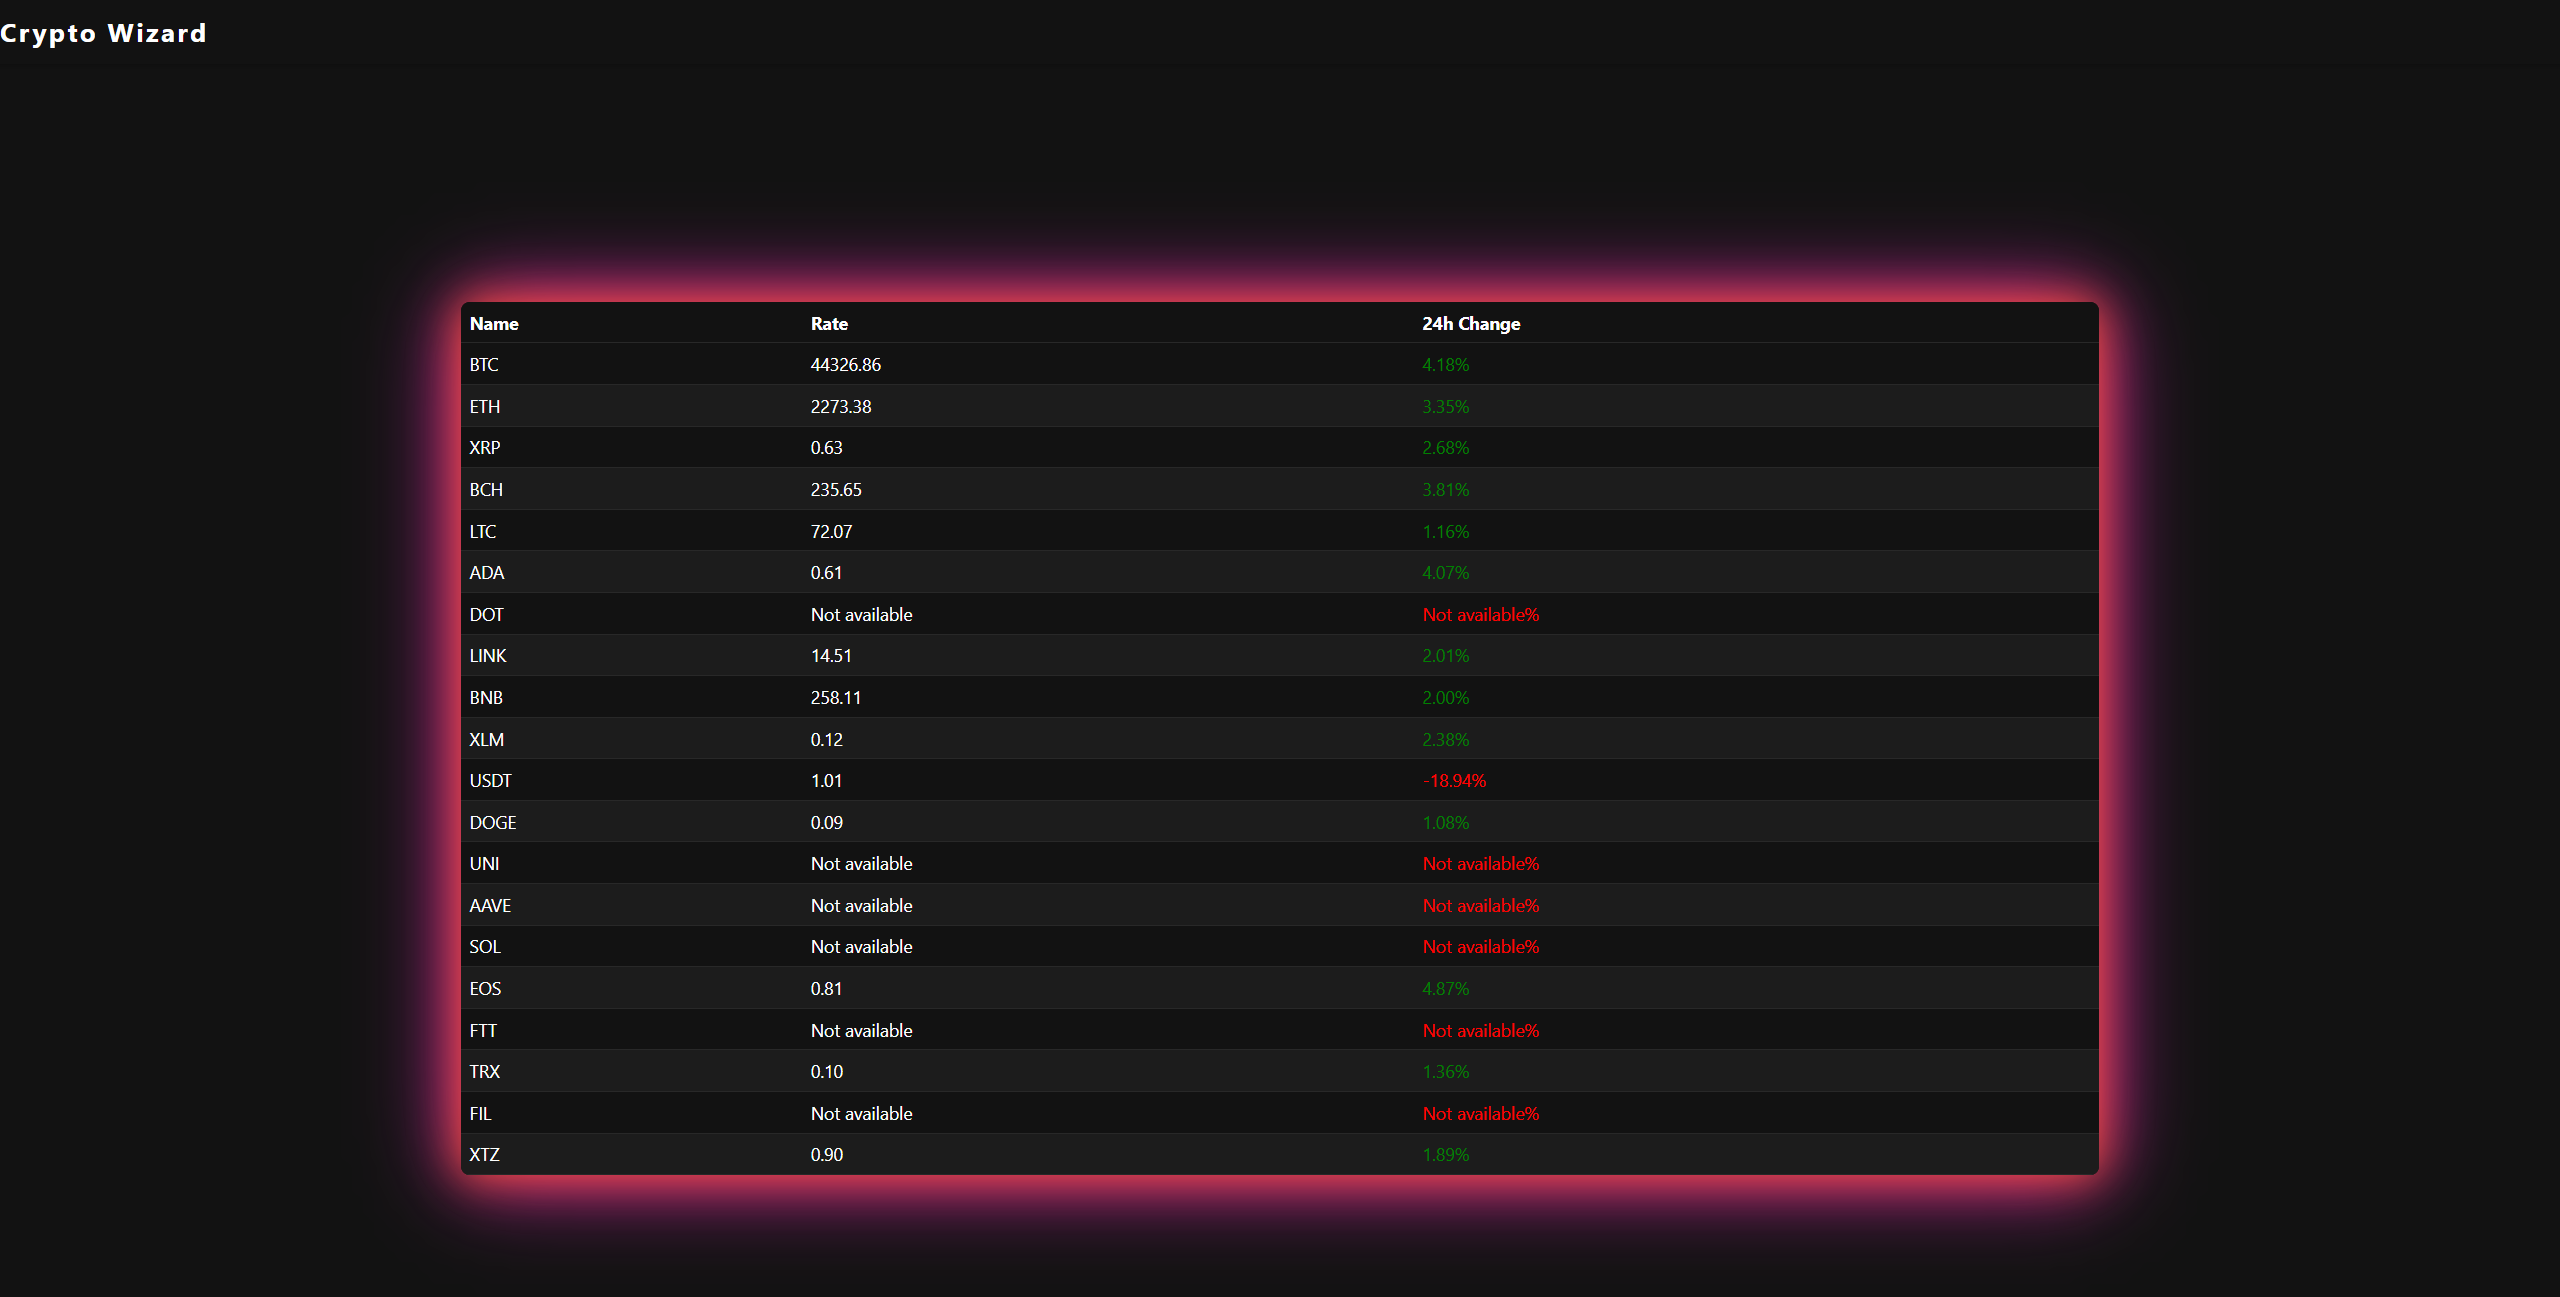 Crypto Wizard
Name Rate 24h Change
BTC 44326.86 4.18%
ETH 2273.38 3.35%
XRP 0.63 2.68%
BCH 235.65 3.81%
LTC 72.07 1.16%
ADA 0.61 4.07%
DOT Not available Not available%
LINK 14.51 2.01%
BNB 258.11 2.00%
XLM 0.12 2.38%
USDT 1.01 -18.94%
DOGE 0.09 1.08%
UNI Not available Not available%
AAVE Not available Not available%
SOL Not available Not available%
EOS 0.81 4.87%
FTT Not available Not available%
TRX 0.10 1.36%
FIL Not available Not available%
XTZ 0.90 1.89%